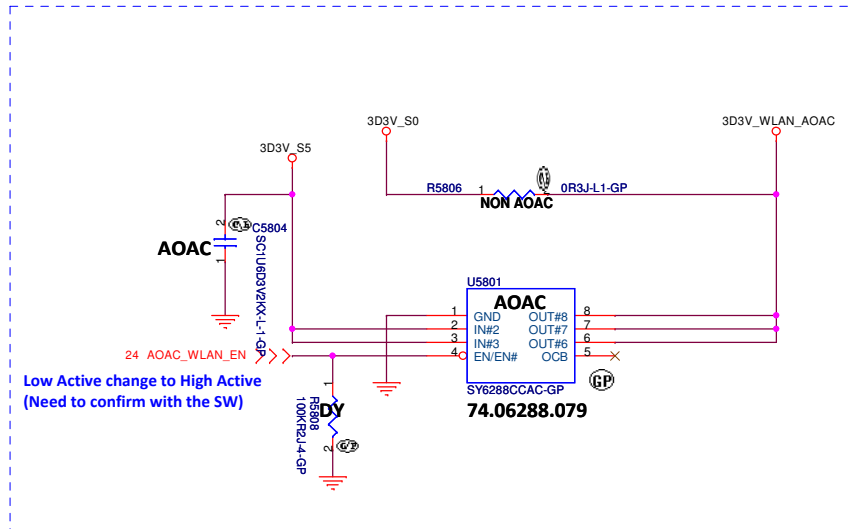 3D3V_S0
3D3V_WLAN_AOAC
3D3V_S5
R5806
1
0R3J-L1-GP
NON AOAC
2
C5804
AOAC
1
SC1U6D3V2KX-L-1-GP
U5801
AOAC
1 GND OUT#8 8
2 IN#2 OUT#7 7
3 IN#3 OUT#6 6
4 EN/EN# OCB 5
24 AOAC_WLAN_EN
SY6288CCAC-GP
GP
74.06288.079
Low Active change to High Active
(Need to confirm with the SW)
1
R5808
DY
100KR2J-4-GP
2